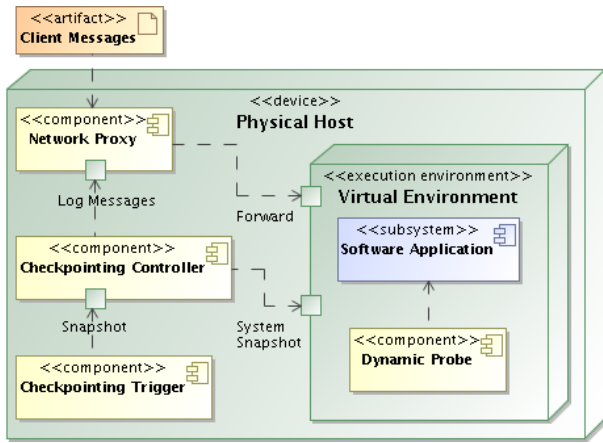 <<artifact>>
Client Messages
<<device>>
Physical Host
<<component>>
Network Proxy
<<execution environment>>
Virtual Environment
Log Messages
Forward
<<subsystem>>
Software Application
<<component>>
Checkpointing Controller
Snapshot
System
Snapshot
<<component>>
Dynamic Probe
<<component>>
Checkpointing Trigger